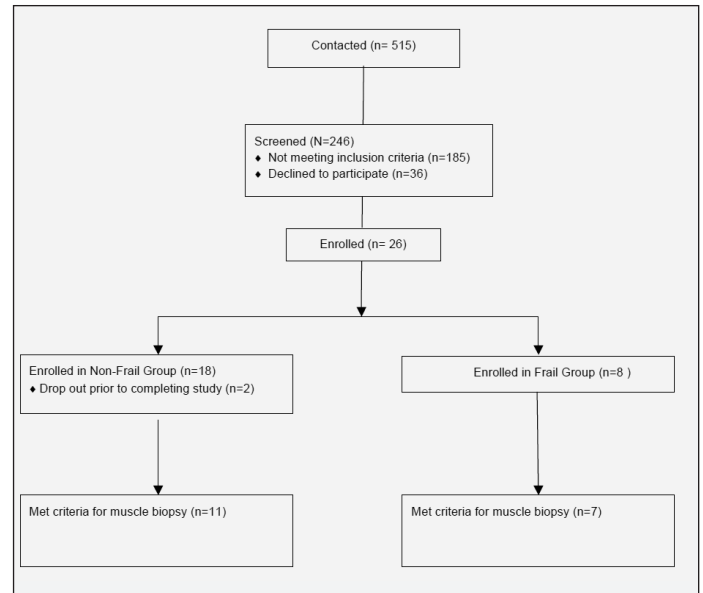 Contacted (n= 515)
Screened (N=246)
♦ Not meeting inclusion criteria (n=185)
♦ Declined to participate (n=36)
Enrolled (n= 26)
Enrolled in Non-Frail Group (n=18)
♦ Drop out prior to completing study (n=2)
Enrolled in Frail Group (n=8 )
Met criteria for muscle biopsy (n=11)
Met criteria for muscle biopsy (n=7)